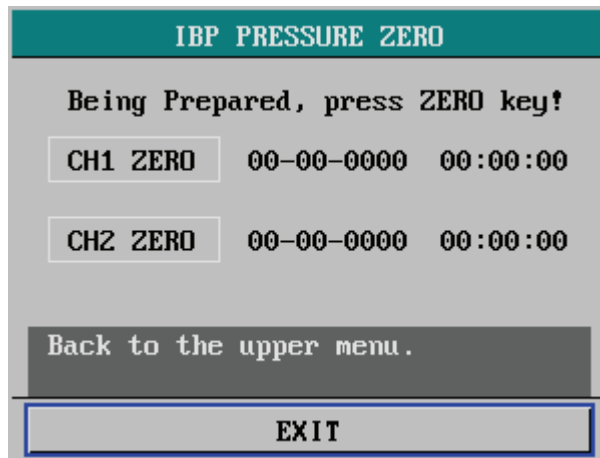 IBP PRESSURE ZERO
Being Prepared, press ZERO key!
CH1 ZERO 00-00-0000 00:00:00
CH2 ZERO 00-00-0000 00:00:00
Back to the upper menu.
EXIT